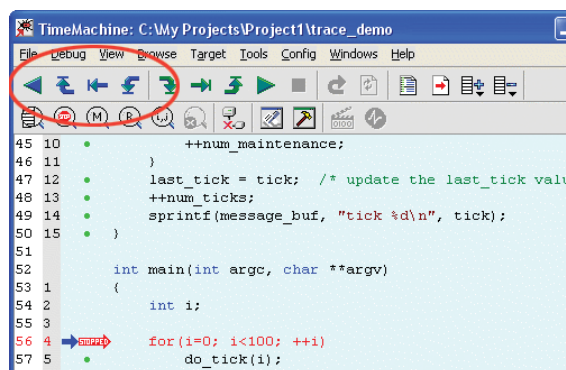 TimeMachine: C:\My Projects\Project1\trace_demo
File Debug View Browse Target Tools Config Windows Help
M R I,J
45 10 ++num_maintenance;
46 11 }
47 12 last_tick = tick; /* update the last_tick valu
48 13 ++num_ticks;
49 14 sprintf(message_buf, "tick %d\n", tick);
50 15 }
51
52 int main(int argc, char **argv)
53 1 {
54 2 int i;
55 3
56 4 STOPPED for(i=0; i<100; ++i)
57 5 do_tick(i);